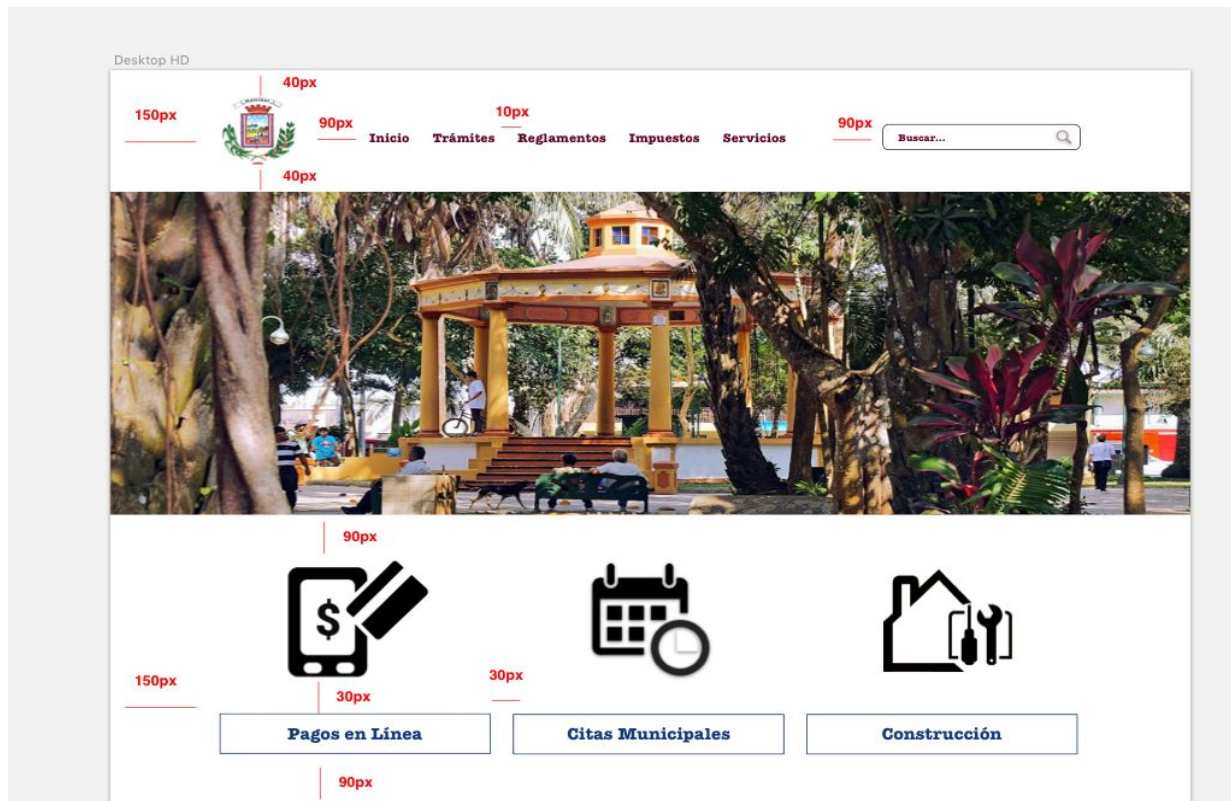 Desktop HD
40px
150px
90px
10px
90px
Inicio Trámites Reglamentos Impuestos Servicios
Buscar...
40px
90px
$
150px
30px
30px
Pagos en Línea
Citas Municipales
Construcción
90px